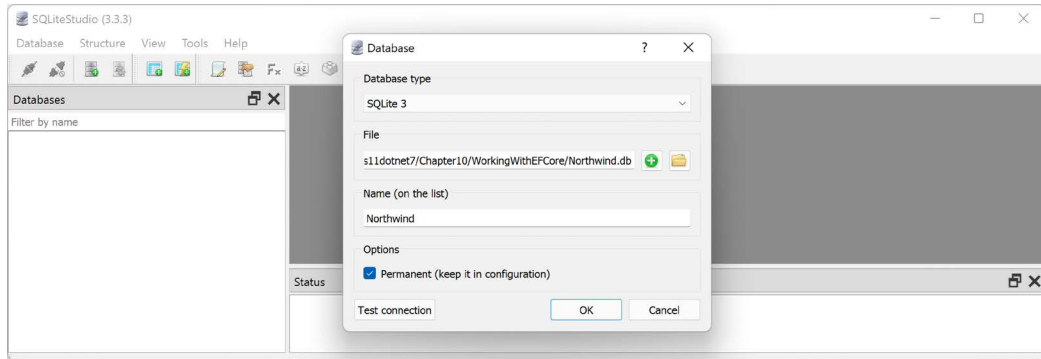 SQLiteStudio (3.3.3)
Database Structure View Tools Help
Databases
Filter by name
Status
Database
?
Database type
SQLite 3
File
s11dotnet7/Chapter10/WorkingWithEFCore/Northwind.db
Name (on the list)
Northwind
Options
Permanent (keep it in configuration)
Test connection
OK
Cancel